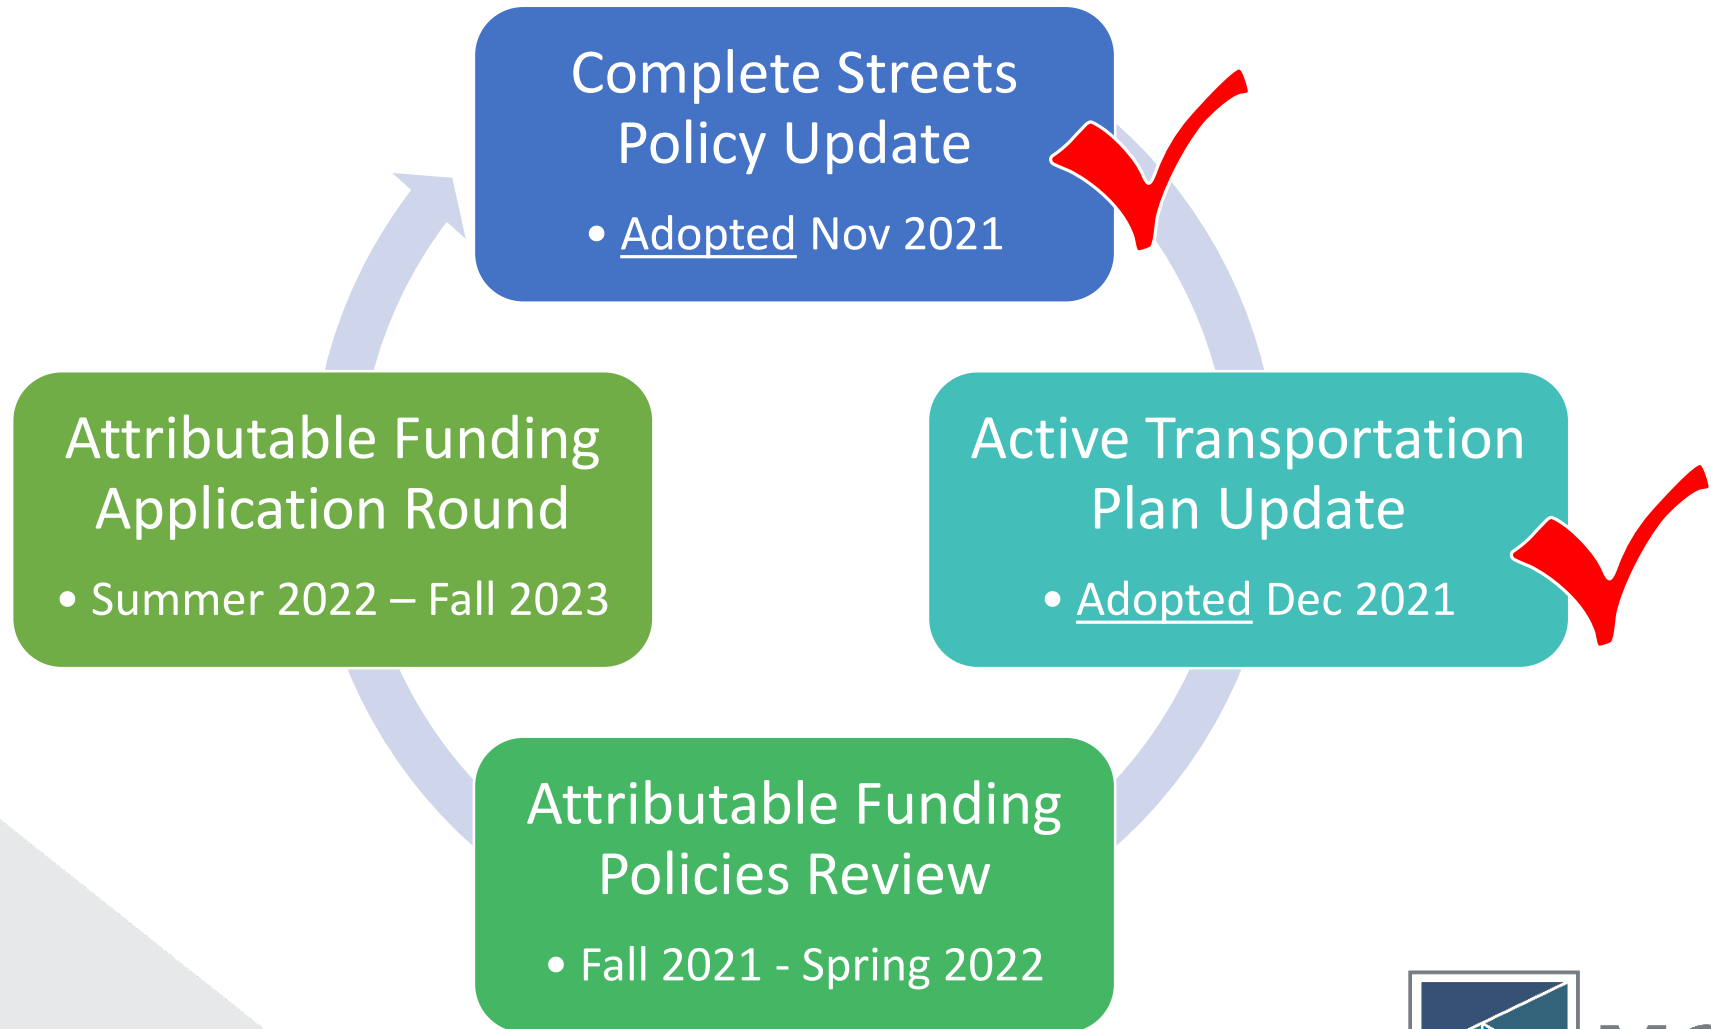 Complete Streets
Policy Update
• Adopted Nov 2021
Active Transportation
Plan Update
• Adopted Dec 2021
Attributable Funding
Policies Review
• Fall 2021 - Spring 2022
Attributable Funding
Application Round
• Summer 2022 – Fall 2023